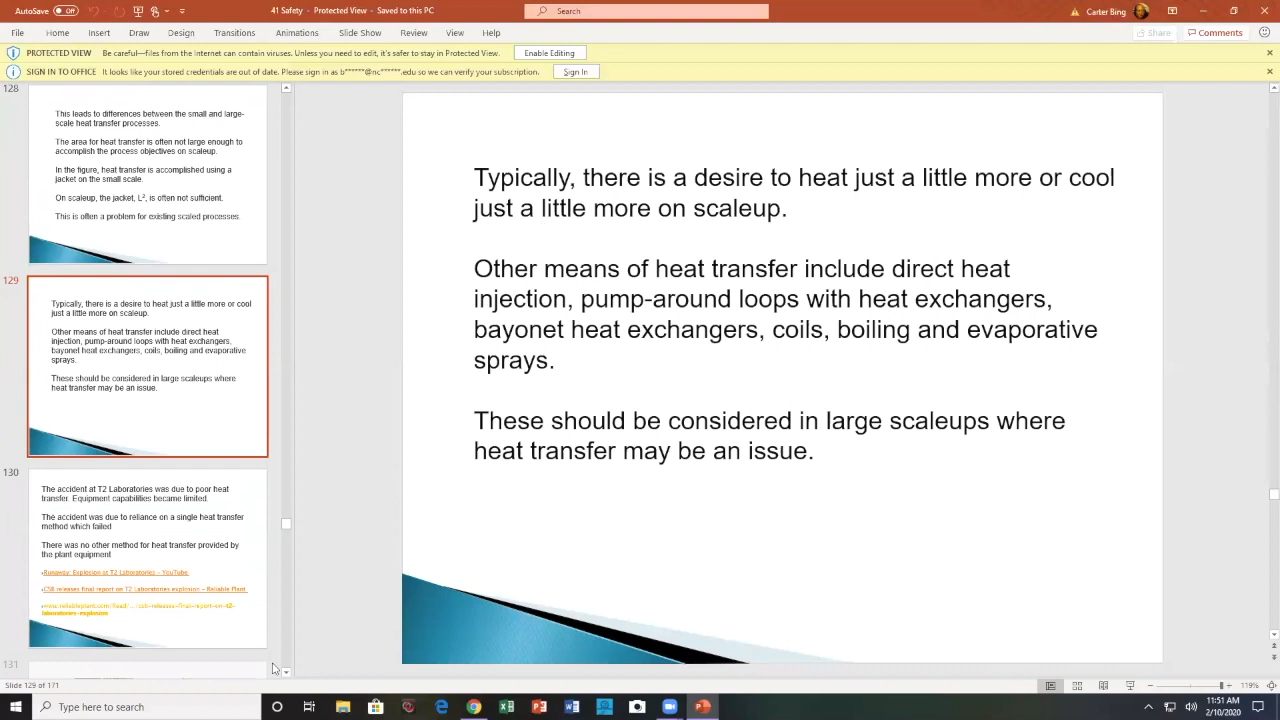 AutoSave Off
41 Safety - Protected View - Saved to this PC
Search
Carter Bing
File Home Insert Draw Design Transitions Animations Slide Show Review View Help
Share Comments
PROTECTED VIEW Be careful—files from the Internet can contain viruses. Unless you need to edit, it's safer to stay in Protected View. Enable Editing
SIGN IN TO OFFICE It looks like your stored credentials are out of date. Please sign in as b******@nc******.edu so we can verify your subscription. Sign In
128
This leads to differences between the small and large-
scale heat transfer processes.
The area for heat transfer is often not large enough to
accomplish the process objectives on scaleup.
In the figure, heat transfer is accomplished using a
jacket on the small scale.
On scaleup, the jacket, L², is often not sufficient.
This is often a problem for existing scaled processes.
129
Typically, there is a desire to heat just a little more or cool
just a little more on scaleup.
Other means of heat transfer include direct heat
injection, pump-around loops with heat exchangers,
bayonet heat exchangers, coils, boiling and evaporative
sprays.
These should be considered in large scaleups where
heat transfer may be an issue.
130
The accident at T2 Laboratories was due to poor heat
transfer. Equipment capabilities became limited.
The accident was due to reliance on a single heat transfer
method which failed
There was no other method for heat transfer provided by
the plant equipment
Runaway: Explosion at T2 Laboratories - YouTube
CSB releases final report on T2 Laboratories explosion - Reliable Plant
www.reliableplant.com/Read/.../csb-releases-final-report-on-t2-
laboratories-explosion
131
Typically, there is a desire to heat just a little more or cool
just a little more on scaleup.
Other means of heat transfer include direct heat
injection, pump-around loops with heat exchangers,
bayonet heat exchangers, coils, boiling and evaporative
sprays.
These should be considered in large scaleups where
heat transfer may be an issue.
Slide 129 of 171
119%
Type here to search
11:51 AM
2/10/2020